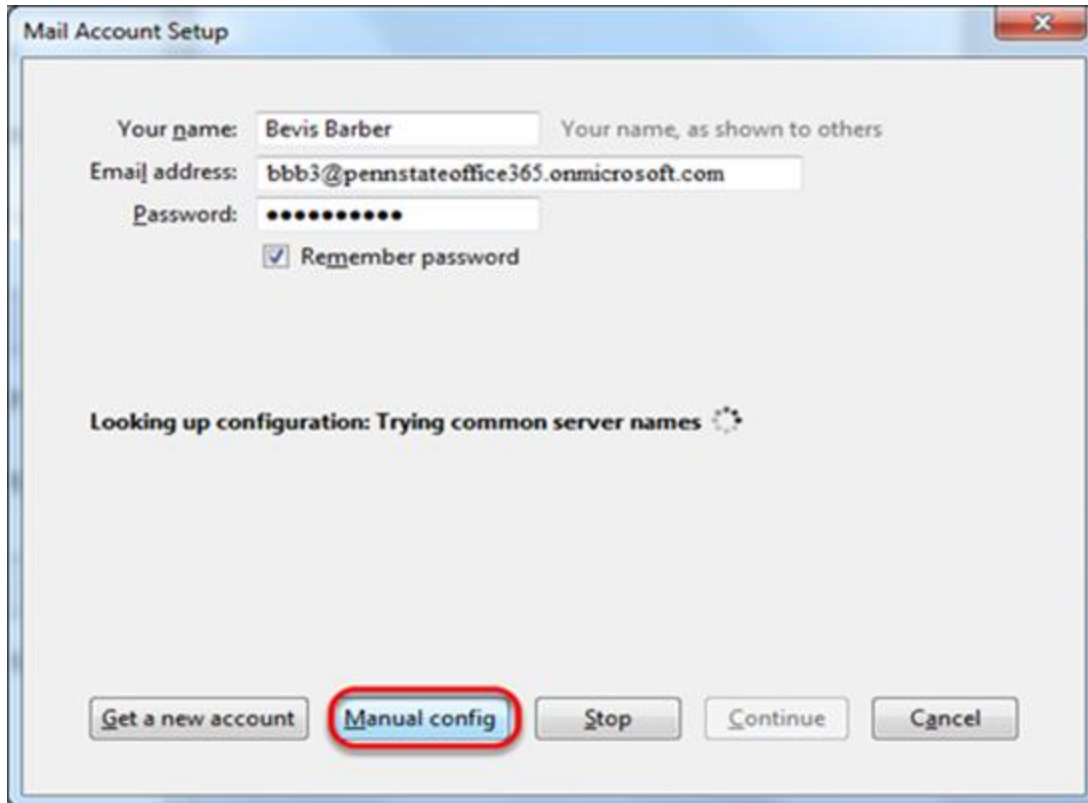 Mail Account Setup
Your name: Bevis Barber Your name, as shown to others
Email address: bbb3@pennstateoffice365.onmicrosoft.com
Password: ••••••••••
Remember password
Looking up configuration: Trying common server names
Get a new account Manual config Stop Continue Cancel